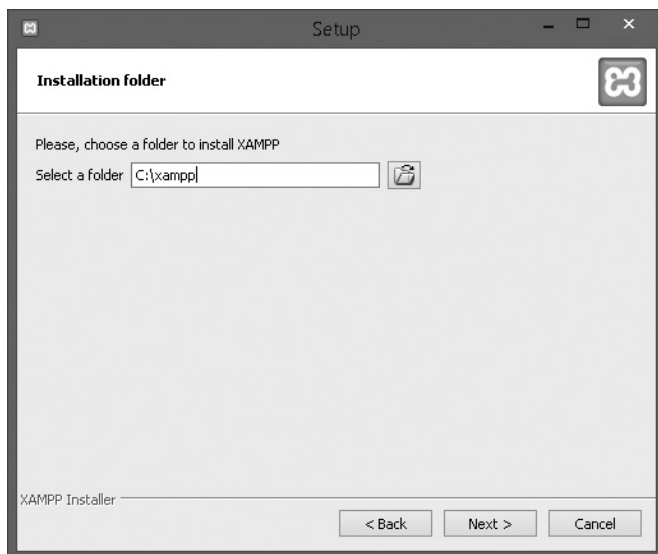 Setup
Installation folder
Please, choose a folder to install XAMPP
Select a folder C:\xampp
XAMPP Installer
< Back Next > Cancel